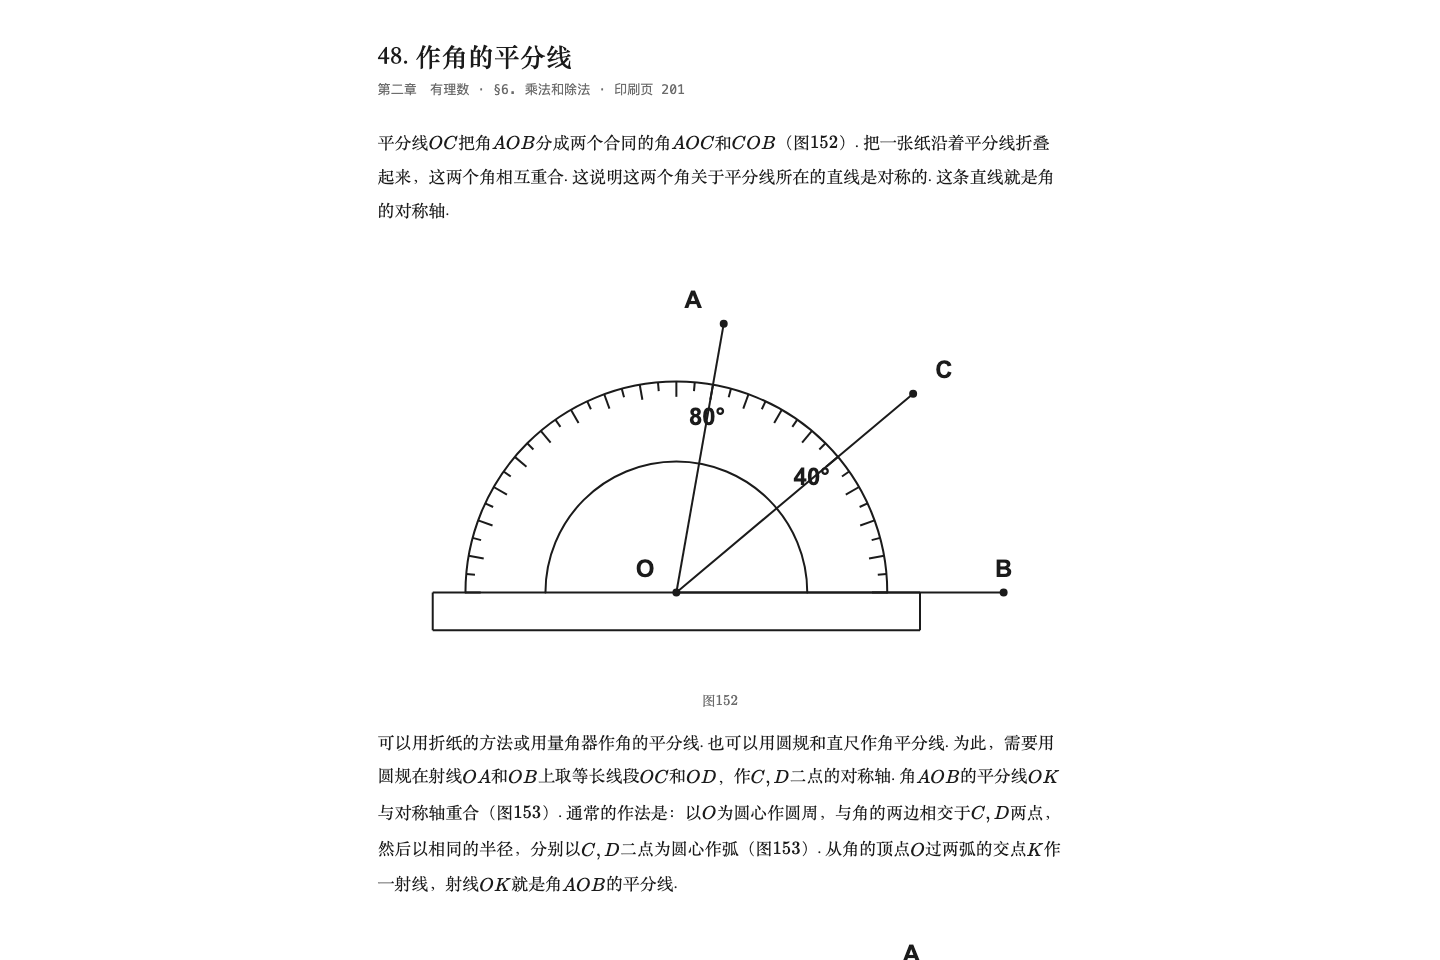 48. 作角的平分线
第二章　有理数 · §6. 乘法和除法 · 印刷页 201
平分线OC把角AOB分成两个合同的角AOC和COB（图152）. 把一张纸沿着平分线折叠
起来，这两个角相互重合. 这说明这两个角关于平分线所在的直线是对称的. 这条直线就是角
的对称轴.
A
C
80°
40°
O
B
图152
可以用折纸的方法或用量角器作角的平分线. 也可以用圆规和直尺作角平分线. 为此，需要用
圆规在射线OA和OB上取等长线段OC和OD，作C, D二点的对称轴. 角AOB的平分线OK
与对称轴重合（图153）. 通常的作法是：以O为圆心作圆周，与角的两边相交于C, D两点，
然后以相同的半径，分别以C, D二点为圆心作弧（图153）. 从角的顶点O过两弧的交点K作
一射线，射线OK就是角AOB的平分线.
A